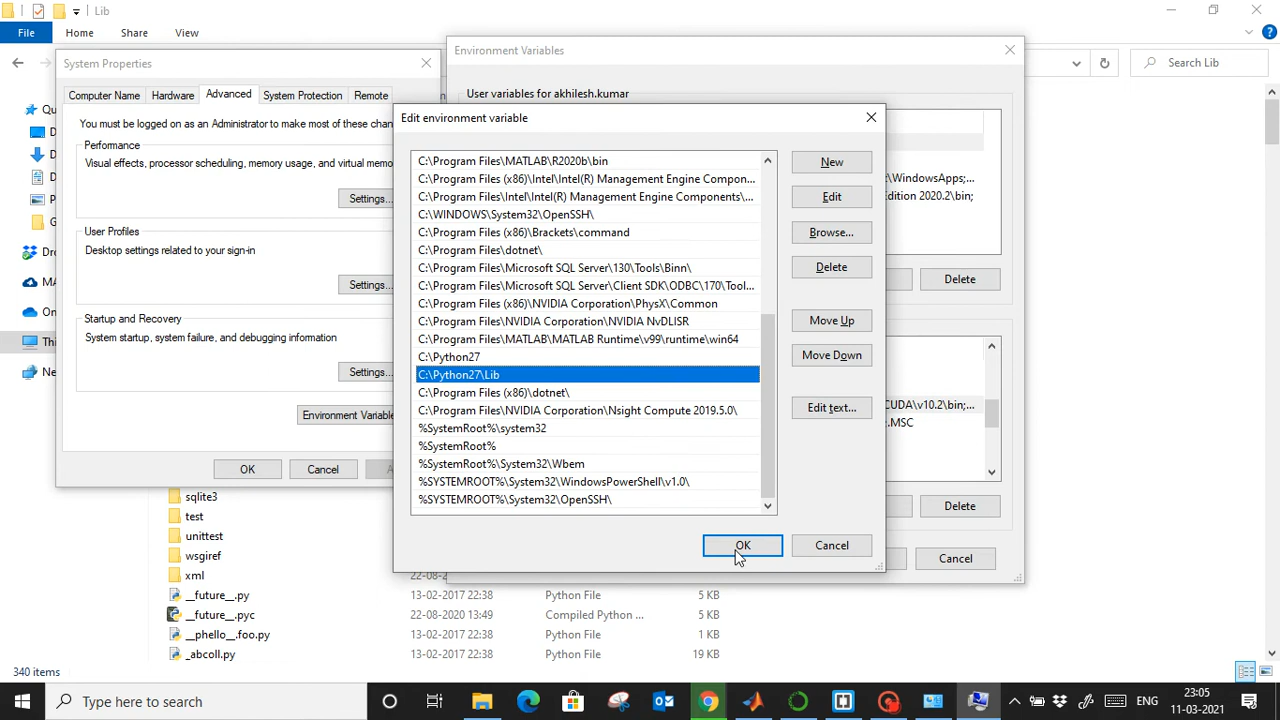 Lib
File Home Share View
Search Lib
System Properties
Computer Name Hardware Advanced System Protection Remote
You must be logged on as an Administrator to make most of these chan
Performance
Visual effects, processor scheduling, memory usage, and virtual memo
Settings...
User Profiles
Desktop settings related to your sign-in
Settings...
Startup and Recovery
System startup, system failure, and debugging information
Settings...
Environment Variable
OK Cancel
Environment Variables
User variables for akhilesh.kumar
\WindowsApps;
dition 2020.2\bin;
Delete
CUDA\v10.2\bin;...
.MSC
Delete
Cancel
Edit environment variable
C:\Program Files\MATLAB\R2020b\bin
C:\Program Files (x86)\Intel\Intel(R) Management Engine Compon...
C:\Program Files\Intel\Intel(R) Management Engine Components\...
C:\WINDOWS\System32\OpenSSH\
C:\Program Files (x86)\Brackets\command
C:\Program Files\dotnet\
C:\Program Files\Microsoft SQL Server\130\Tools\Binn\
C:\Program Files\Microsoft SQL Server\Client SDK\ODBC\170\Tool...
C:\Program Files (x86)\NVIDIA Corporation\PhysX\Common
C:\Program Files\NVIDIA Corporation\NVIDIA NvDLISR
C:\Program Files\MATLAB\MATLAB Runtime\v99\runtime\win64
C:\Python27
C:\Python27\Lib
C:\Program Files (x86)\dotnet\
C:\Program Files\NVIDIA Corporation\Nsight Compute 2019.5.0\
%SystemRoot%\system32
%SystemRoot%
%SystemRoot%\System32\Wbem
%SYSTEMROOT%\System32\WindowsPowerShell\v1.0\
%SYSTEMROOT%\System32\OpenSSH\
New
Edit
Browse...
Delete
Move Up
Move Down
Edit text...
OK Cancel
sqlite3
test
unittest
wsgiref
xml 22-08-2020
__future__.py 13-02-2017 22:38 Python File 5 KB
__future__.pyc 22-08-2020 13:49 Compiled Python ... 5 KB
__phello__.foo.py 13-02-2017 22:38 Python File 1 KB
_abcoll.py 13-02-2017 22:38 Python File 19 KB
340 items
Type here to search
ENG
23:05
11-03-2021